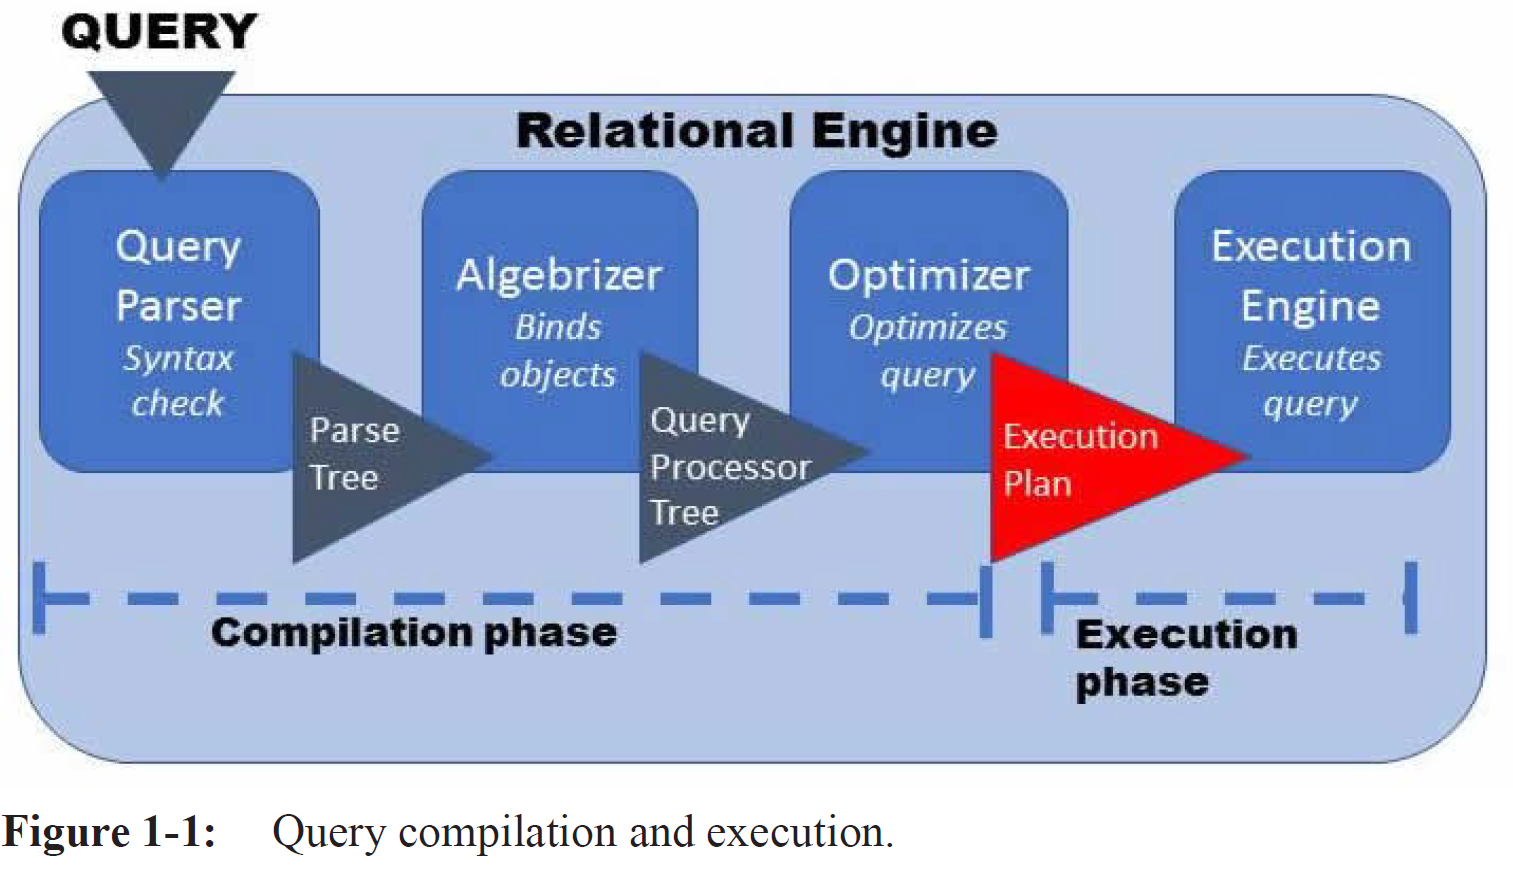 QUERY
Relational Engine
Query
Parser
Syntax
check
Parse
Tree
Algebrizer
Binds
objects
Query
Processor
Tree
Optimizer
Optimizes
query
Execution
Plan
Execution
Engine
Executes
query
Compilation phase
Execution
phase
Figure 1-1: Query compilation and execution.